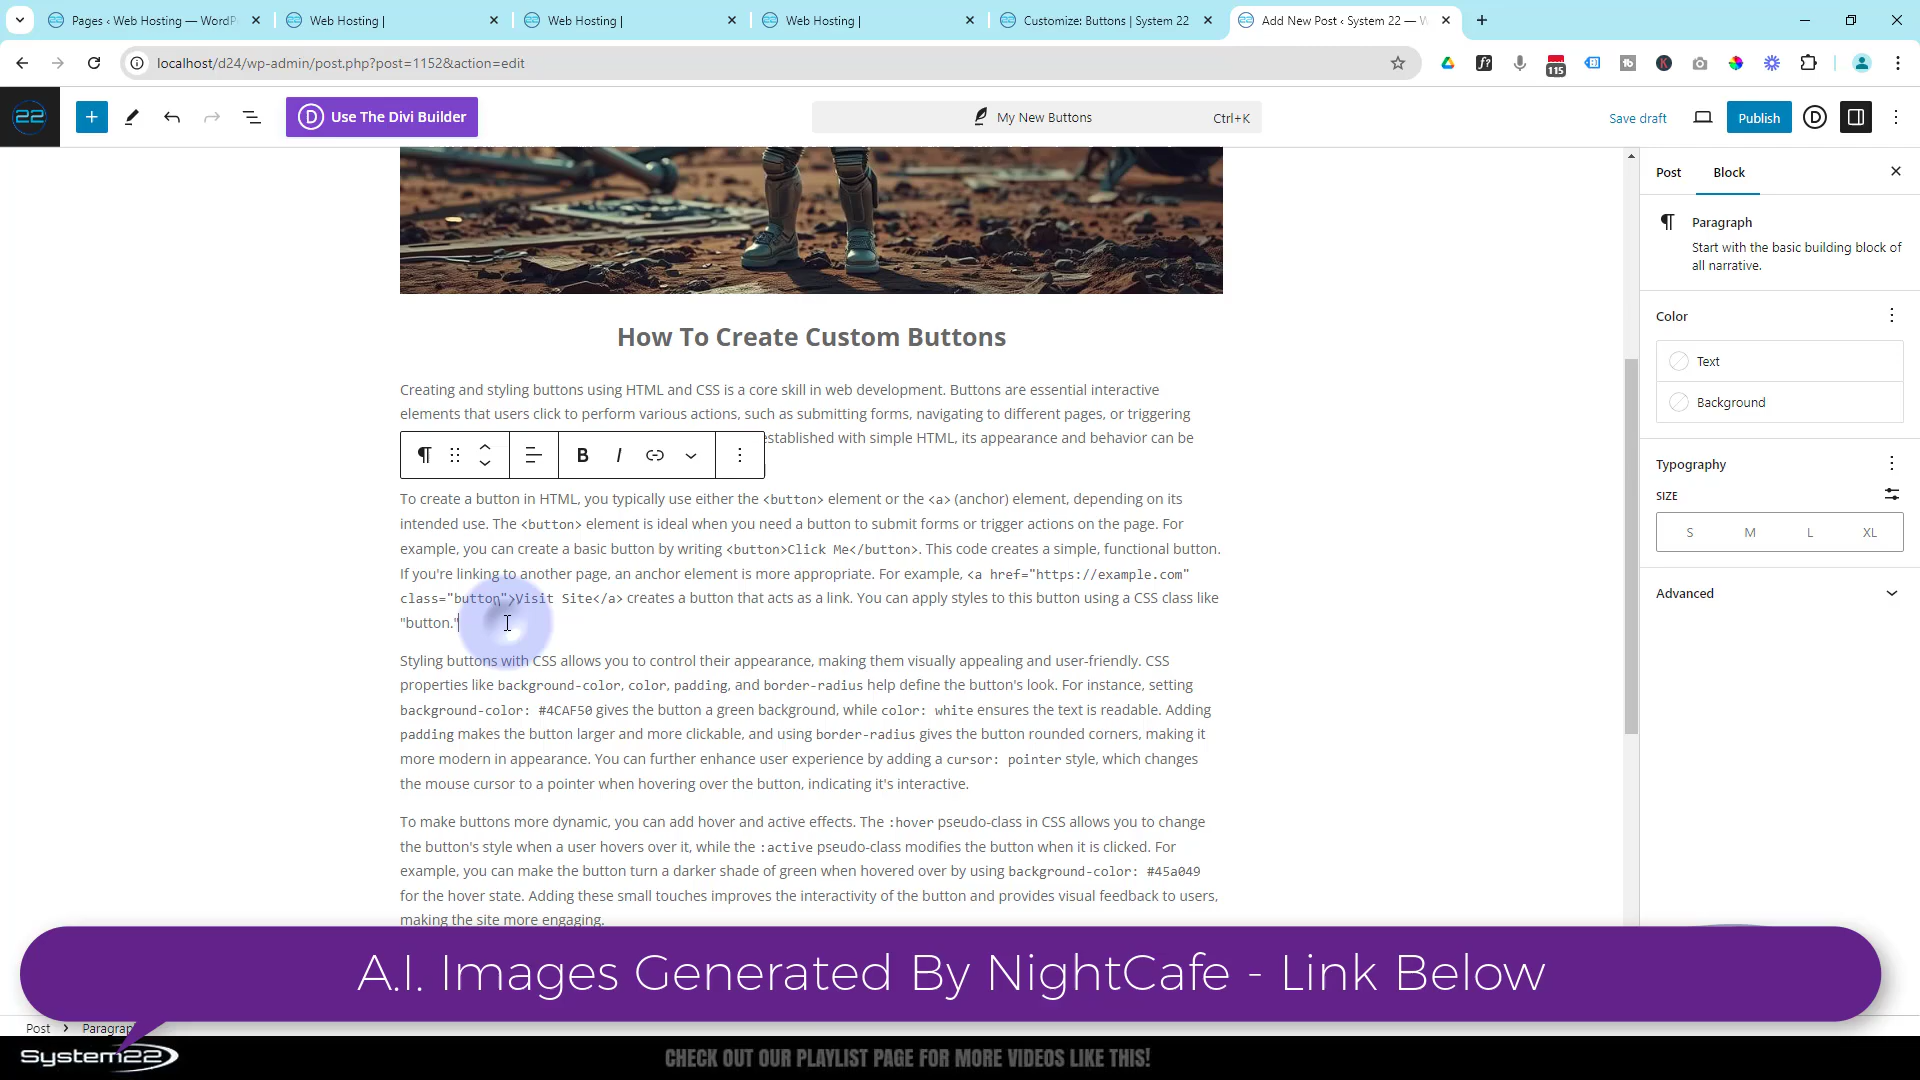 Pages ‹ Web Hosting — WordP
Web Hosting |
Web Hosting |
Web Hosting |
Customize: Buttons | System 22
Add New Post ‹ System 22 — W
localhost/d24/wp-admin/post.php?post=1152&action=edit
115
22
Use The Divi Builder
My New Buttons
Ctrl+K
Save draft
Publish
Post
Block
Paragraph
Start with the basic building block of
all narrative.
Color
Text
Background
Typography
SIZE
S M L XL
Advanced
How To Create Custom Buttons
Creating and styling buttons using HTML and CSS is a core skill in web development. Buttons are essential interactive
elements that users click to perform various actions, such as submitting forms, navigating to different pages, or triggering
established with simple HTML, its appearance and behavior can be
To create a button in HTML, you typically use either the <button> element or the <a> (anchor) element, depending on its
intended use. The <button> element is ideal when you need a button to submit forms or trigger actions on the page. For
example, you can create a basic button by writing <button>Click Me</button>. This code creates a simple, functional button.
If you're linking to another page, an anchor element is more appropriate. For example, <a href="https://example.com"
class="button">Visit Site</a> creates a button that acts as a link. You can apply styles to this button using a CSS class like
"button."
Styling buttons with CSS allows you to control their appearance, making them visually appealing and user-friendly. CSS
properties like background-color, color, padding, and border-radius help define the button's look. For instance, setting
background-color: #4CAF50 gives the button a green background, while color: white ensures the text is readable. Adding
padding makes the button larger and more clickable, and using border-radius gives the button rounded corners, making it
more modern in appearance. You can further enhance user experience by adding a cursor: pointer style, which changes
the mouse cursor to a pointer when hovering over the button, indicating it's interactive.
To make buttons more dynamic, you can add hover and active effects. The :hover pseudo-class in CSS allows you to change
the button's style when a user hovers over it, while the :active pseudo-class modifies the button when it is clicked. For
example, you can make the button turn a darker shade of green when hovered over by using background-color: #45a049
for the hover state. Adding these small touches improves the interactivity of the button and provides visual feedback to users,
making the site more engaging.
A.I. Images Generated By NightCafe - Link Below
Post > Paragrap
System22
CHECK OUT OUR PLAYLIST PAGE FOR MORE VIDEOS LIKE THIS!